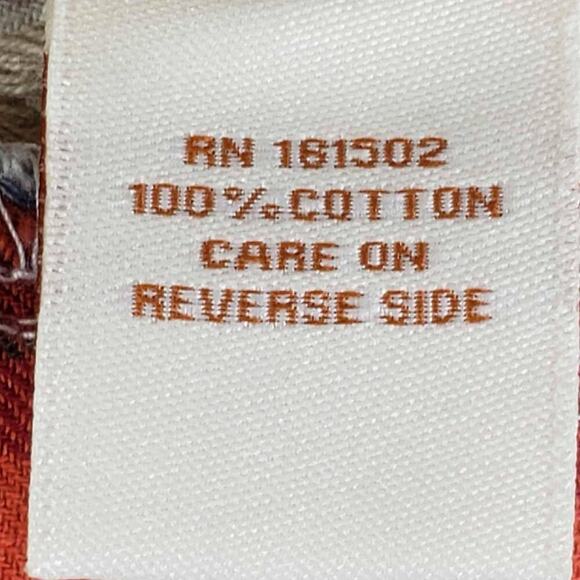 RN 161302
100% COTTON
CARE ON
REVERSE SIDE